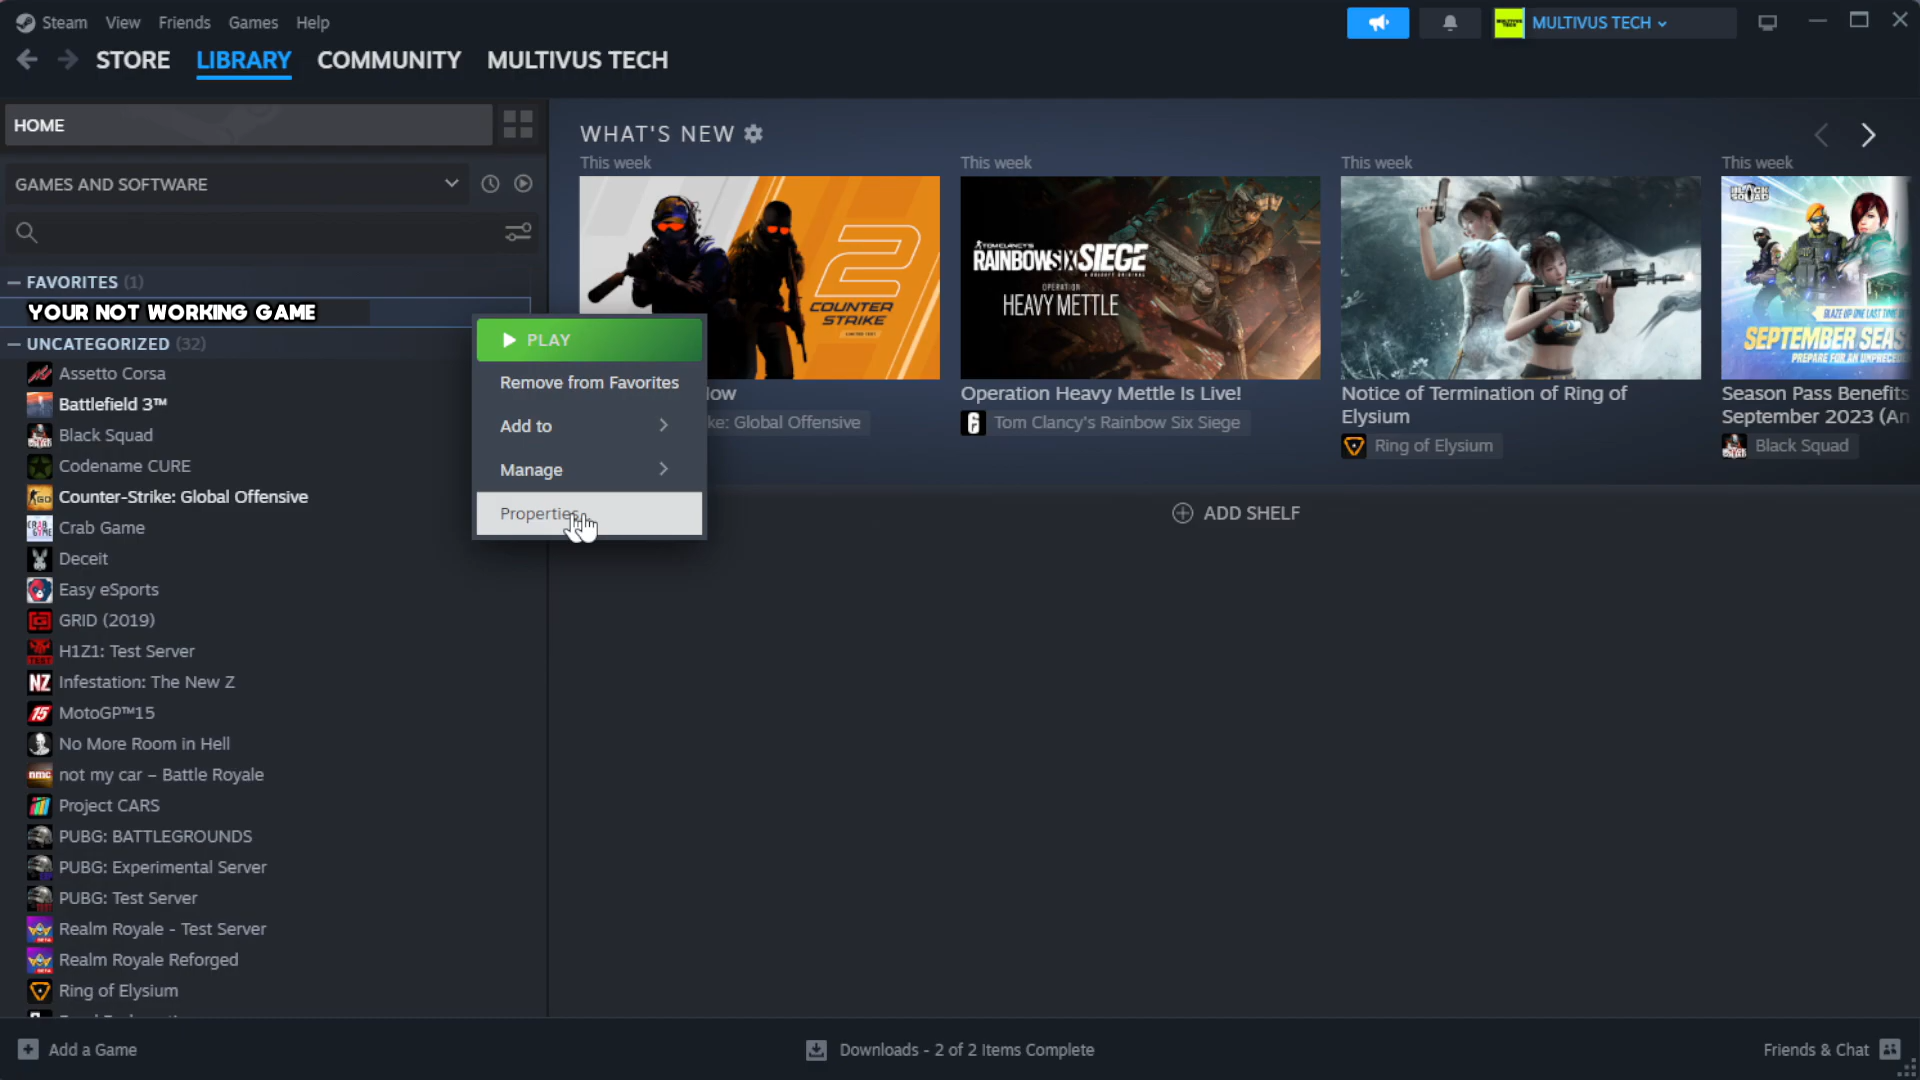 Steam View Friends Games Help
MULTIVUS TECH
STORE LIBRARY COMMUNITY MULTIVUS TECH
HOME
GAMES AND SOFTWARE
FAVORITES (1)
YOUR NOT WORKING GAME
UNCATEGORIZED (32)
Assetto Corsa
Battlefield 3™
Black Squad
Codename CURE
Counter-Strike: Global Offensive
Crab Game
Deceit
Easy eSports
GRID (2019)
H1Z1: Test Server
Infestation: The New Z
MotoGP™15
No More Room in Hell
not my car – Battle Royale
Project CARS
PUBG: BATTLEGROUNDS
PUBG: Experimental Server
PUBG: Test Server
Realm Royale - Test Server
Realm Royale Reforged
Ring of Elysium
PLAY
Remove from Favorites
Add to
Manage
Properties
WHAT'S NEW
This week
2
COUNTER
STRIKE
ke: Global Offensive
This week
TOM CLANCY'S
RAINBOW SIX SIEGE
OPERATION
HEAVY METTLE
Operation Heavy Mettle Is Live!
Tom Clancy's Rainbow Six Siege
This week
Notice of Termination of Ring of
Elysium
Ring of Elysium
This week
BLACK
SQUAD
BLAZE UP ONE LAST TIME
SEPTEMBER SEAS
PREPARE FOR AN UNPRECED
Season Pass Benefits
September 2023 (An
Black Squad
ADD SHELF
Add a Game
Downloads - 2 of 2 Items Complete
Friends & Chat